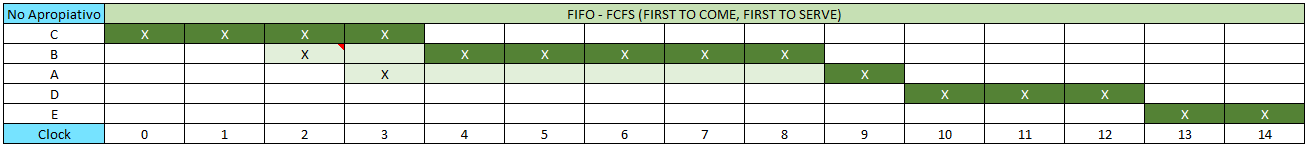 No Apropiativo FIFO - FCFS (FIRST TO COME, FIRST TO SERVE)
C X X X X
B X X X X X X
A X X
D X X X
E X X
Clock 0 1 2 3 4 5 6 7 8 9 10 11 12 13 14